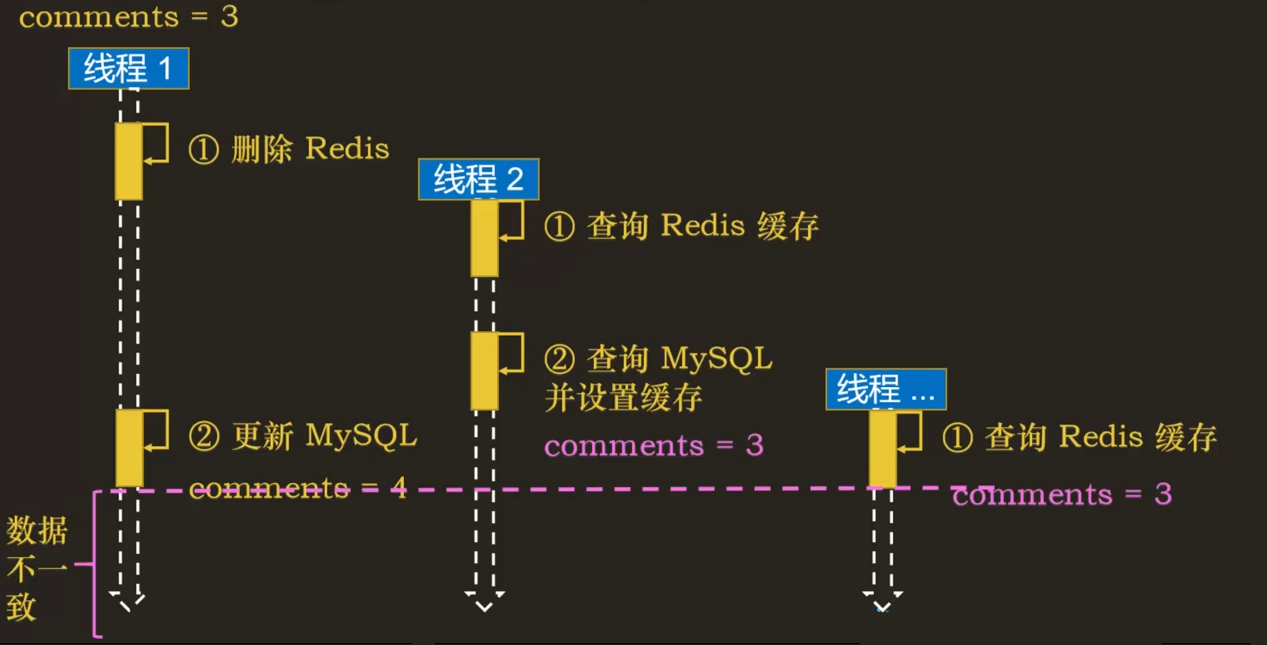 comments = 3
线程 1
① 删除 Redis
线程 2
① 查询 Redis 缓存
② 查询 MySQL
并设置缓存
comments = 3
线程 ...
① 查询 Redis 缓存
② 更新 MySQL
comments = 4
comments = 3
数据
不一
致